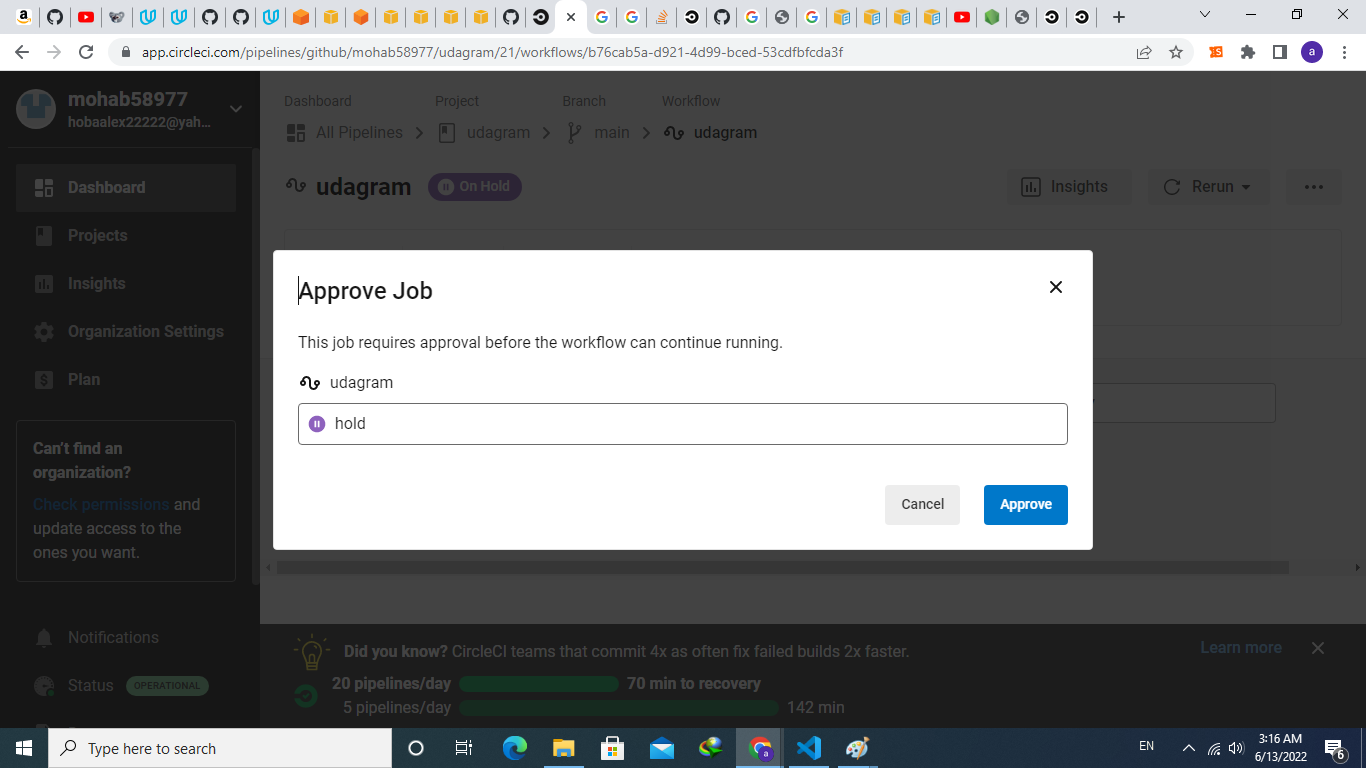 app.circleci.com/pipelines/github/mohab58977/udagram/21/workflows/b76cab5a-d921-4d99-bced-53cdfbfcda3f
a
mohab58977
hobaalex22222@yah...
Dashboard
Projects
Insights
Organization Settings
Plan
Can't find an
organization?
Check permissions and
update access to the
ones you want.
Notifications
Status OPERATIONAL
Dashboard Project Branch Workflow
All Pipelines udagram main udagram
udagram On Hold Insights Rerun
Approve Job
This job requires approval before the workflow can continue running.
udagram
hold
Cancel Approve
Did you know? CircleCI teams that commit 4x as often fix failed builds 2x faster. Learn more
20 pipelines/day 70 min to recovery
5 pipelines/day 142 min
Type here to search
EN
3:16 AM
6/13/2022
6